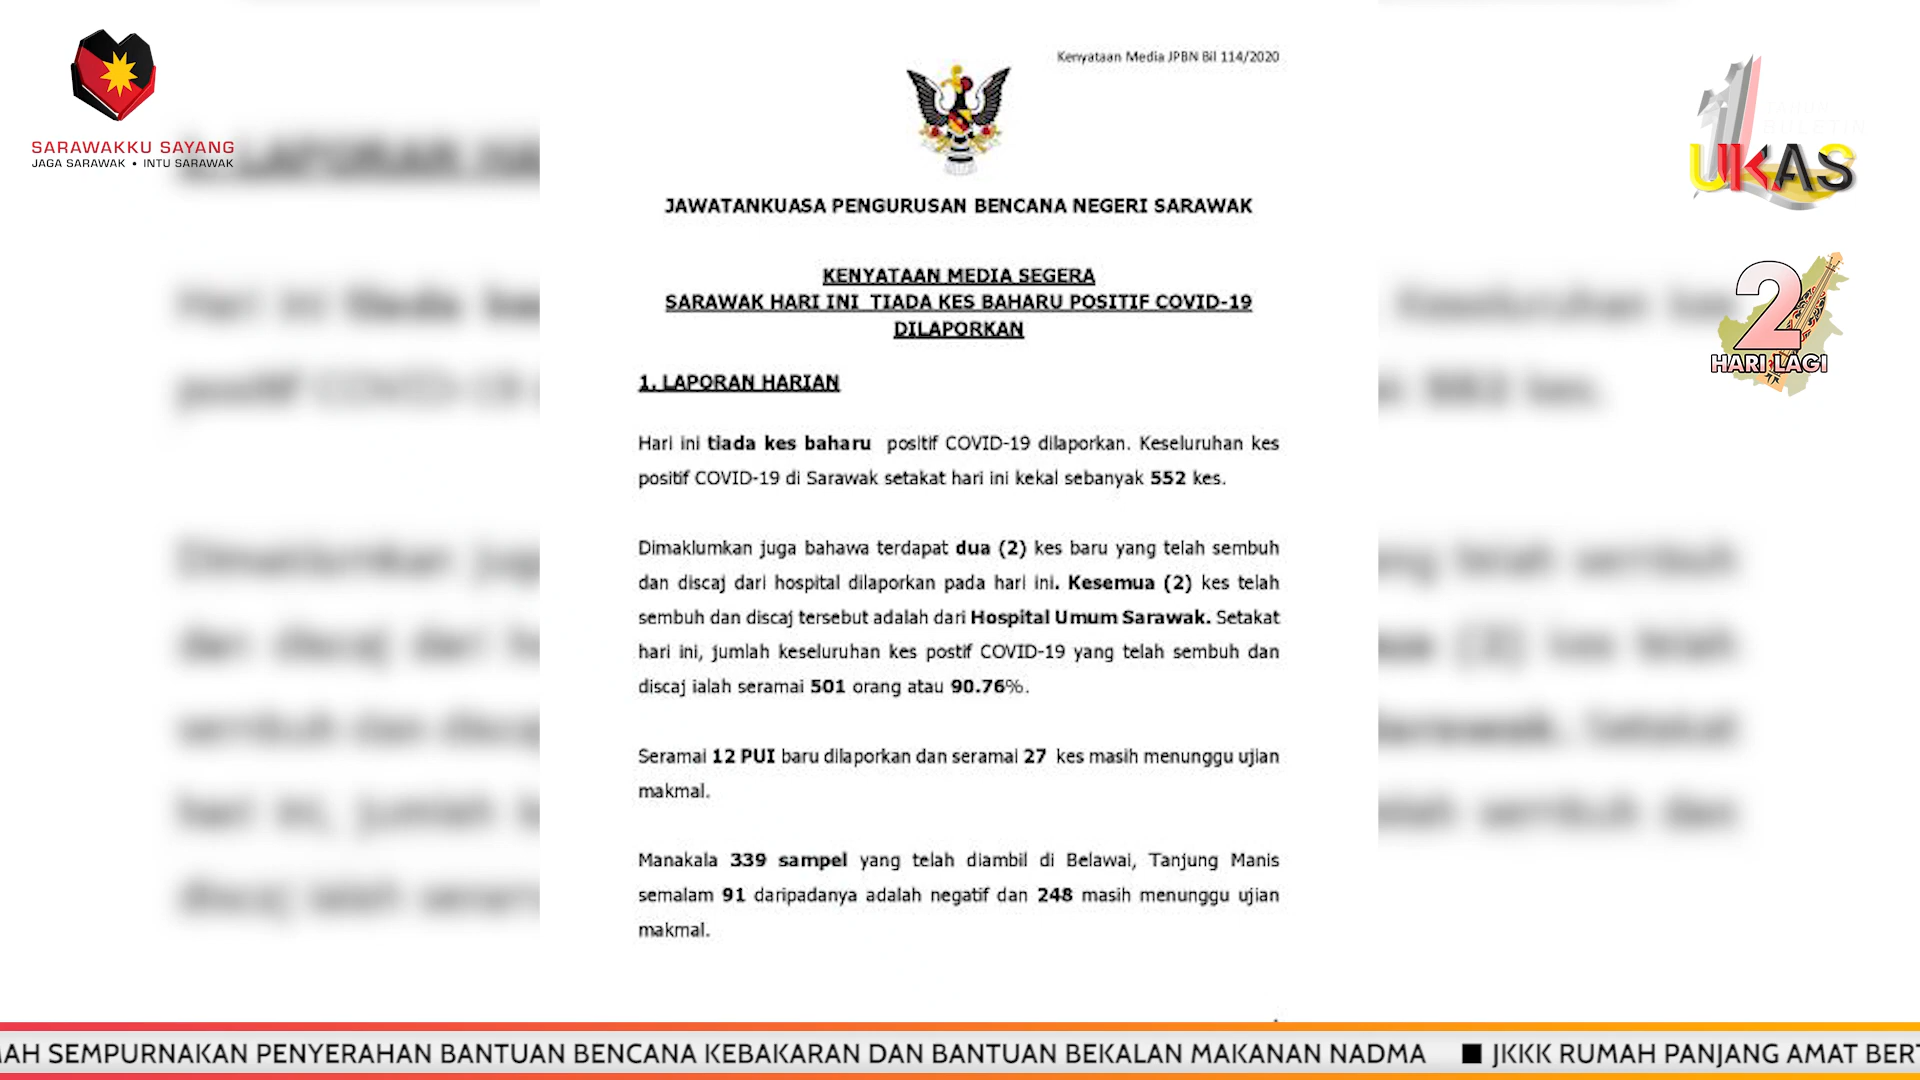 SARAWAKKU SAYANG
JAGA SARAWAK • INTU SARAWAK
UKAS
2
HARI LAGI
Kenyataan Media JPBN Bil 114/2020
JAWATANKUASA PENGURUSAN BENCANA NEGERI SARAWAK
KENYATAAN MEDIA SEGERA
SARAWAK HARI INI TIADA KES BAHARU POSITIF COVID-19
DILAPORKAN
1. LAPORAN HARIAN
Hari ini tiada kes baharu positif COVID-19 dilaporkan. Keseluruhan kes
positif COVID-19 di Sarawak setakat hari ini kekal sebanyak 552 kes.
Dimaklumkan juga bahawa terdapat dua (2) kes baru yang telah sembuh
dan discaj dari hospital dilaporkan pada hari ini. Kesemua (2) kes telah
sembuh dan discaj tersebut adalah dari Hospital Umum Sarawak. Setakat
hari ini, jumlah keseluruhan kes postif COVID-19 yang telah sembuh dan
discaj ialah seramai 501 orang atau 90.76%.
Seramai 12 PUI baru dilaporkan dan seramai 27 kes masih menunggu ujian
makmal.
Manakala 339 sampel yang telah diambil di Belawai, Tanjung Manis
semalam 91 daripadanya adalah negatif dan 248 masih menunggu ujian
makmal.
AH SEMPURNAKAN PENYERAHAN BANTUAN BENCANA KEBAKARAN DAN BANTUAN BEKALAN MAKANAN NADMA ■ JKKK RUMAH PANJANG AMAT BERT